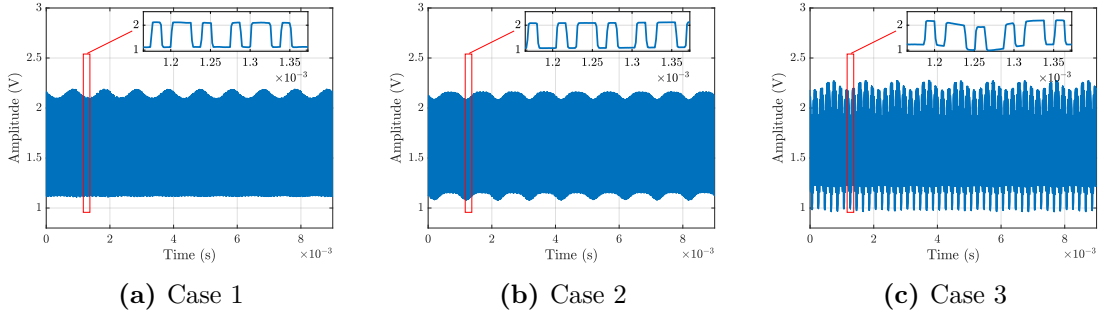 3
2.5
2
1.5
1
Amplitude (V)
2
1
1.2 1.25 1.3 1.35
×10⁻³
0 2 4 6 8
Time (s) ×10⁻³
(a) Case 1
3
2.5
2
1.5
1
Amplitude (V)
2
1
1.2 1.25 1.3 1.35
×10⁻³
0 2 4 6 8
Time (s) ×10⁻³
(b) Case 2
3
2.5
2
1.5
1
Amplitude (V)
2
1
1.2 1.25 1.3 1.35
×10⁻³
0 2 4 6 8
Time (s) ×10⁻³
(c) Case 3